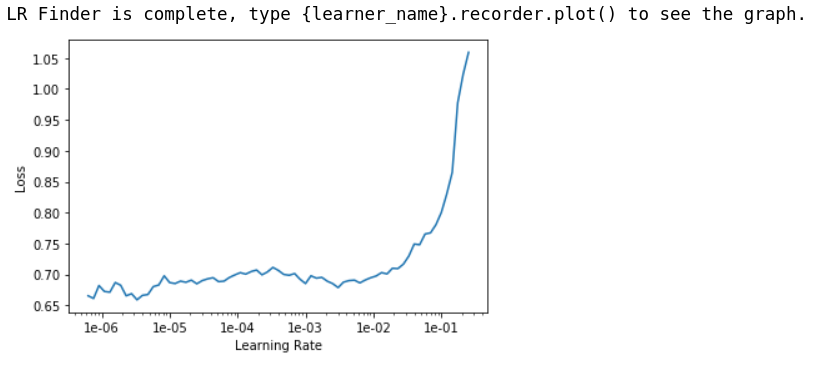 LR Finder is complete, type {learner_name}.recorder.plot() to see the graph.
1.05
1.00
0.95
0.90
0.85
0.80
0.75
0.70
0.65
Loss
1e-06 1e-05 1e-04 1e-03 1e-02 1e-01
Learning Rate